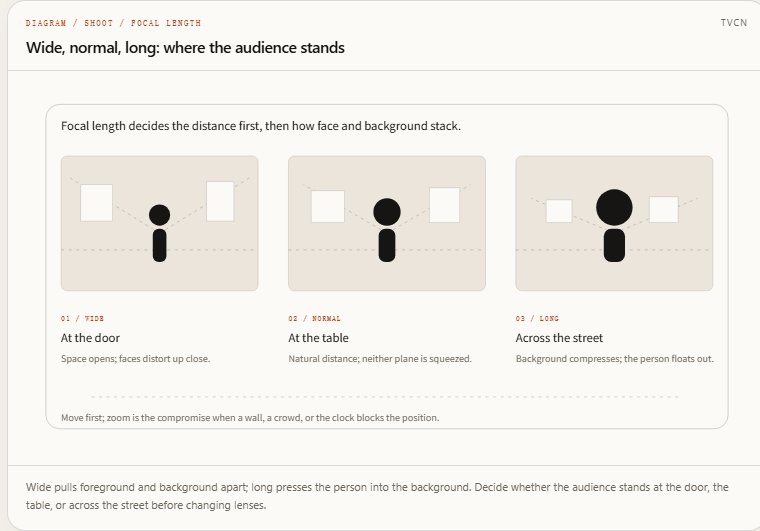 DIAGRAM / SHOOT / FOCAL LENGTH
TVCN
Wide, normal, long: where the audience stands
Focal length decides the distance first, then how face and background stack.
01 / WIDE
At the door
Space opens; faces distort up close.
02 / NORMAL
At the table
Natural distance; neither plane is squeezed.
03 / LONG
Across the street
Background compresses; the person floats out.
Move first; zoom is the compromise when a wall, a crowd, or the clock blocks the position.
Wide pulls foreground and background apart; long presses the person into the background. Decide whether the audience stands at the door, the
table, or across the street before changing lenses.